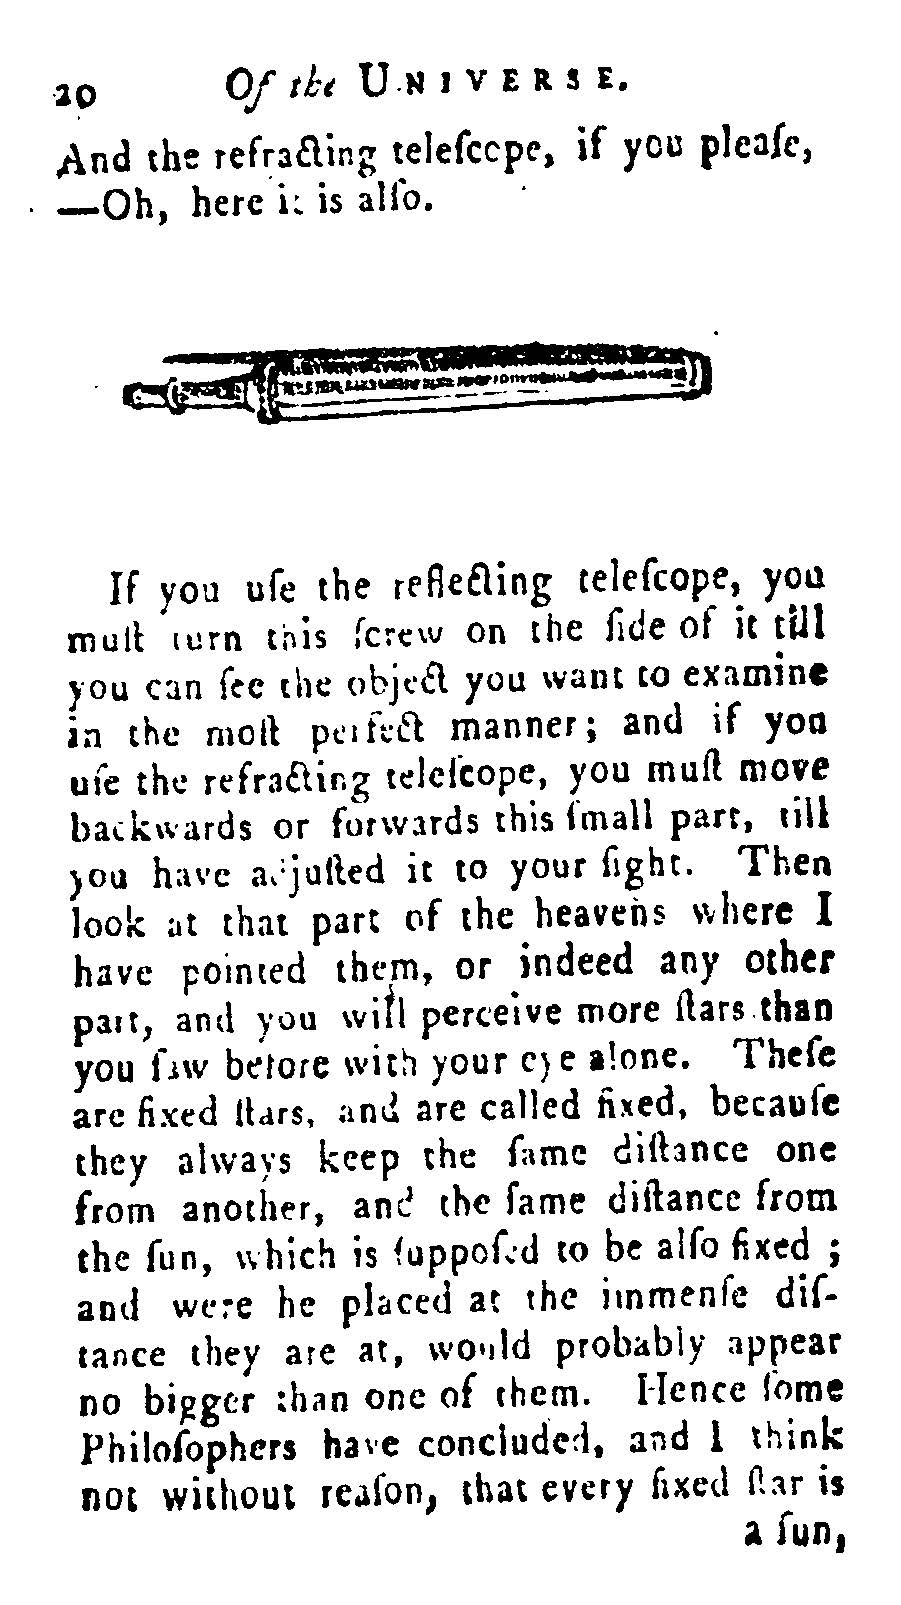 20 Of the UNIVERSE.
And the refracting teleſcope, if you pleaſe,
—Oh, here it is alſo.
If you uſe the reflecting teleſcope, you
muſt turn this ſcrew on the ſide of it till
you can ſee the object you want to examine
in the moſt perfect manner; and if you
uſe the refracting teleſcope, you muſt move
backwards or forwards this ſmall part, till
you have adjuſted it to your ſight. Then
look at that part of the heavens where I
have pointed them, or indeed any other
part, and you will perceive more ſtars than
you ſaw before with your eye alone. Theſe
are fixed ſtars, and are called fixed, becauſe
they always keep the ſame diſtance one
from another, and the ſame diſtance from
the ſun, which is ſuppoſed to be alſo fixed ;
and were he placed at the immenſe diſ-
tance they are at, would probably appear
no bigger than one of them. Hence ſome
Philoſophers have concluded, and I think
not without reaſon, that every fixed ſtar is
a ſun,